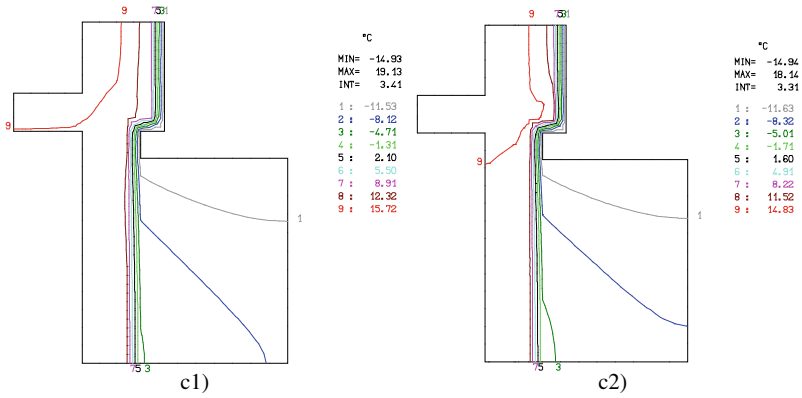 9
7531
°C
MIN= -14.93
MAX= 19.13
INT= 3.41
1 : -11.53
2 : -8.12
3 : -4.71
4 : -1.31
5 : 2.10
6 : 5.50
7 : 8.91
8 : 12.32
9 : 15.72
9
1
75 3
c1)
9
7531
°C
MIN= -14.94
MAX= 18.14
INT= 3.31
1 : -11.63
2 : -8.32
3 : -5.01
4 : -1.71
5 : 1.60
6 : 4.91
7 : 8.22
8 : 11.52
9 : 14.83
9
1
75 3
c2)